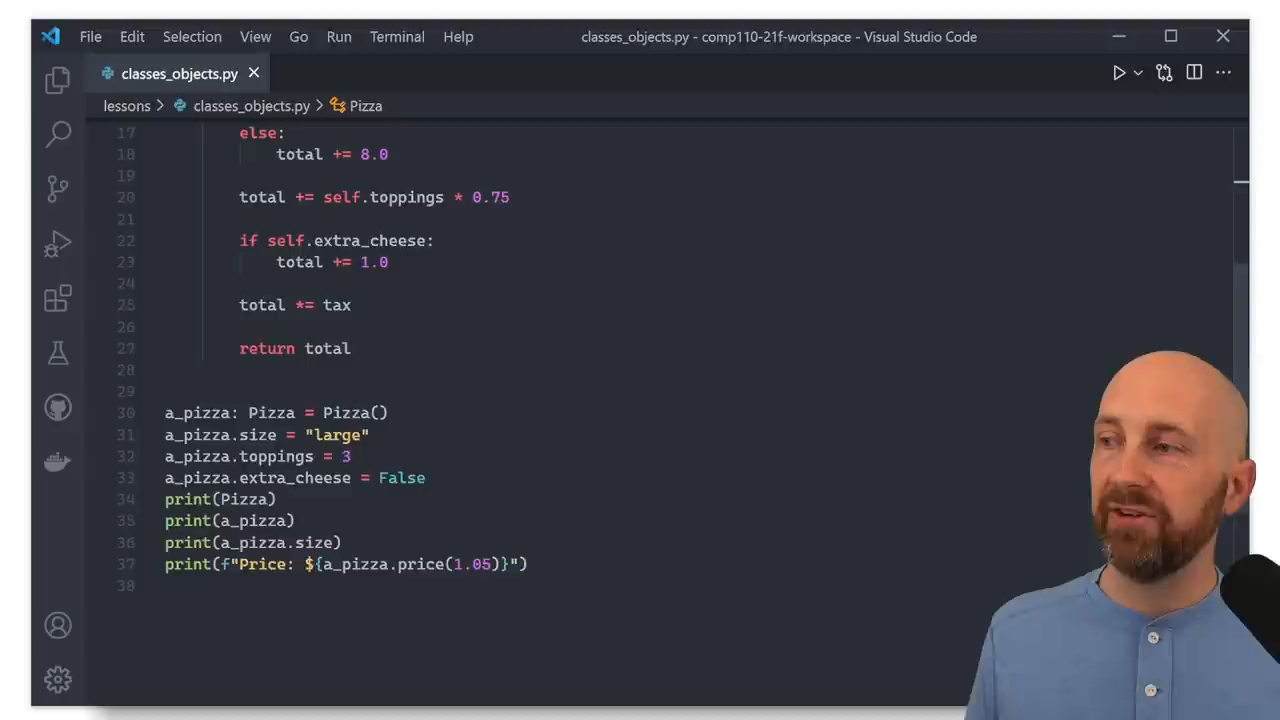 File Edit Selection View Go Run Terminal Help classes_objects.py - comp110-21f-workspace - Visual Studio Code
classes_objects.py
lessons > classes_objects.py > Pizza
17 else:
18 total += 8.0
19
20 total += self.toppings * 0.75
21
22 if self.extra_cheese:
23 total += 1.0
24
25 total *= tax
26
27 return total
28
29
30 a_pizza: Pizza = Pizza()
31 a_pizza.size = "large"
32 a_pizza.toppings = 3
33 a_pizza.extra_cheese = False
34 print(Pizza)
35 print(a_pizza)
36 print(a_pizza.size)
37 print(f"Price: ${a_pizza.price(1.05)}")
38